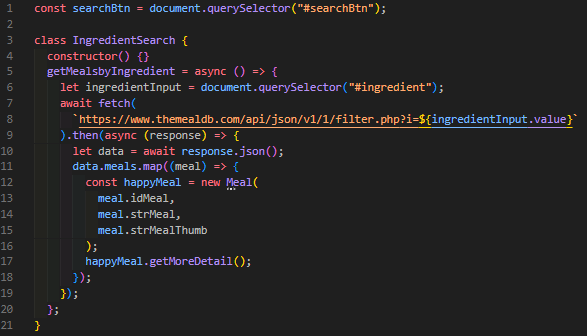 1 const searchBtn = document.querySelector("#searchBtn");
2
3 class IngredientSearch {
4   constructor() {}
5   getMealsbyIngredient = async () => {
6     let ingredientInput = document.querySelector("#ingredient");
7     await fetch(
8       `https://www.themealdb.com/api/json/v1/1/filter.php?i=${ingredientInput.value}`
9     ).then(async (response) => {
10       let data = await response.json();
11       data.meals.map((meal) => {
12         const happyMeal = new Meal(
13           meal.idMeal,
14           meal.strMeal,
15           meal.strMealThumb
16         );
17         happyMeal.getMoreDetail();
18       });
19     });
20   };
21 }